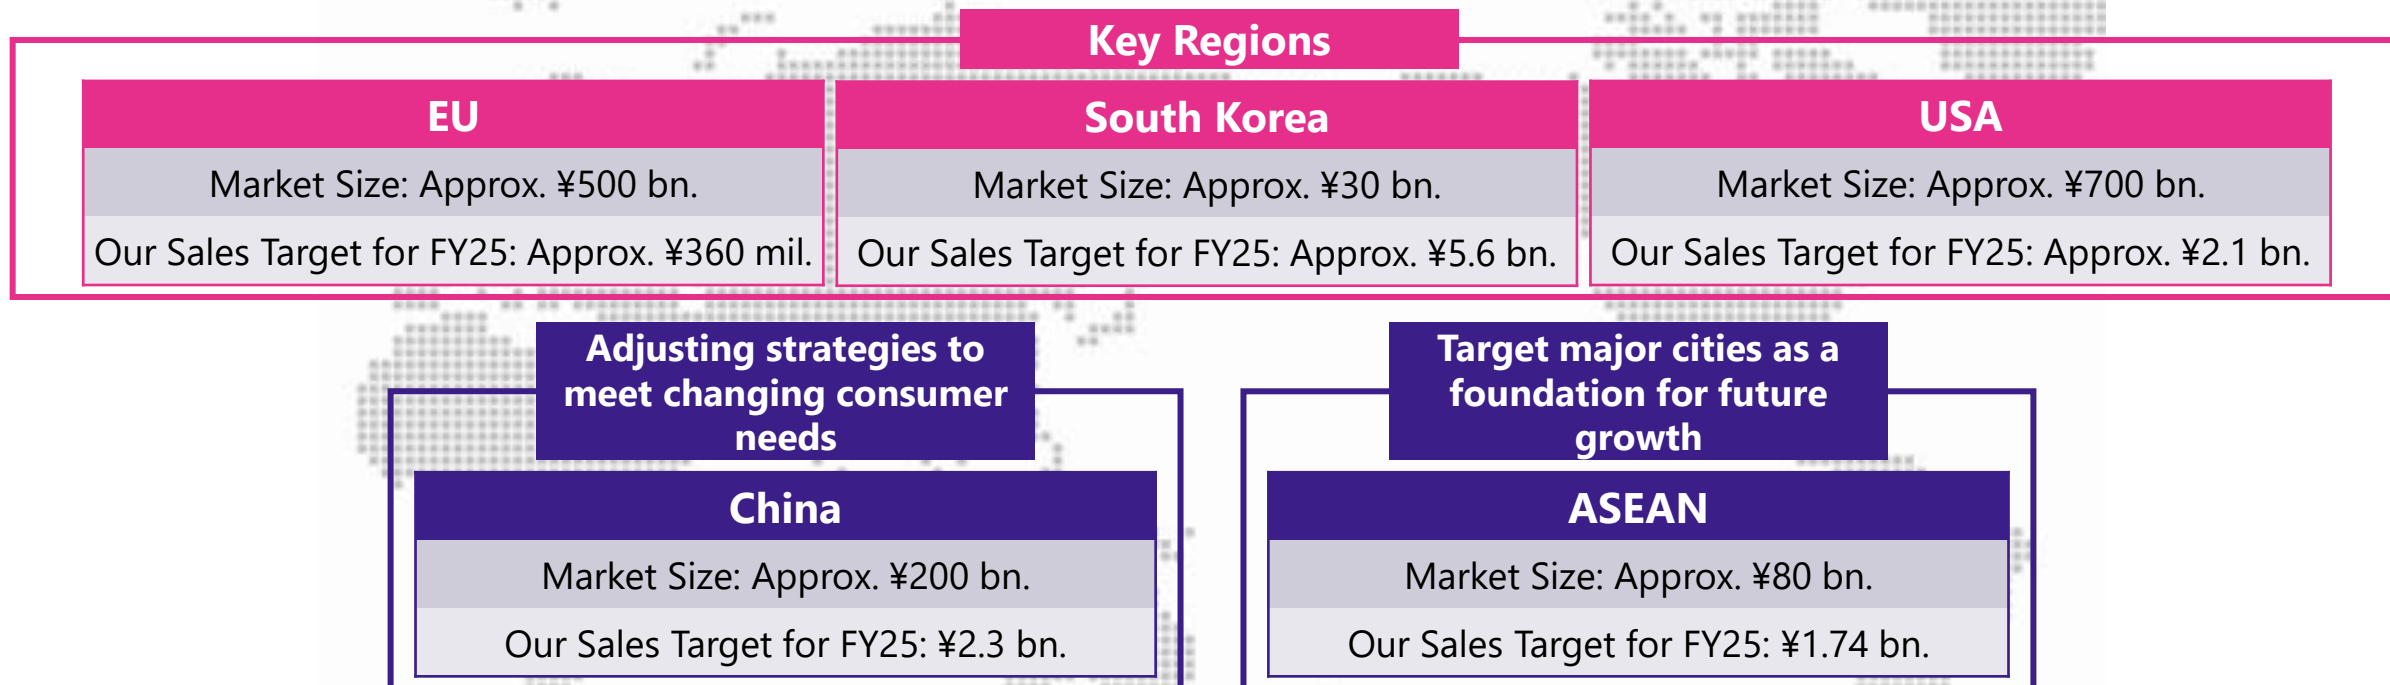 Key Regions
EU
Market Size: Approx. ¥500 bn.
Our Sales Target for FY25: Approx. ¥360 mil.
South Korea
Market Size: Approx. ¥30 bn.
Our Sales Target for FY25: Approx. ¥5.6 bn.
USA
Market Size: Approx. ¥700 bn.
Our Sales Target for FY25: Approx. ¥2.1 bn.
Adjusting strategies to
meet changing consumer
needs
China
Market Size: Approx. ¥200 bn.
Our Sales Target for FY25: ¥2.3 bn.
Target major cities as a
foundation for future
growth
ASEAN
Market Size: Approx. ¥80 bn.
Our Sales Target for FY25: ¥1.74 bn.